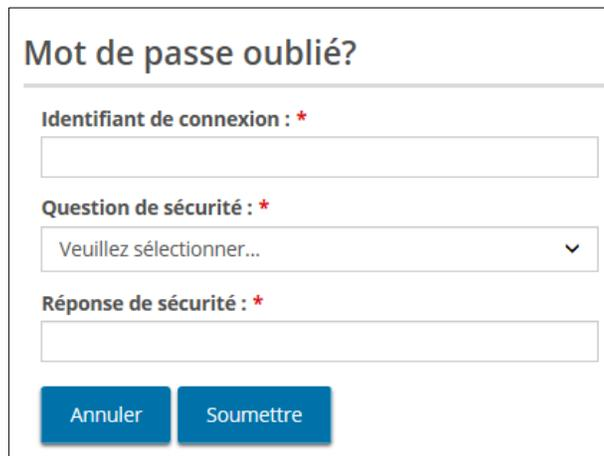 Mot de passe oublié?
Identifiant de connexion : *
Question de sécurité : *
Veuillez sélectionner...
Réponse de sécurité : *
Annuler Soumettre